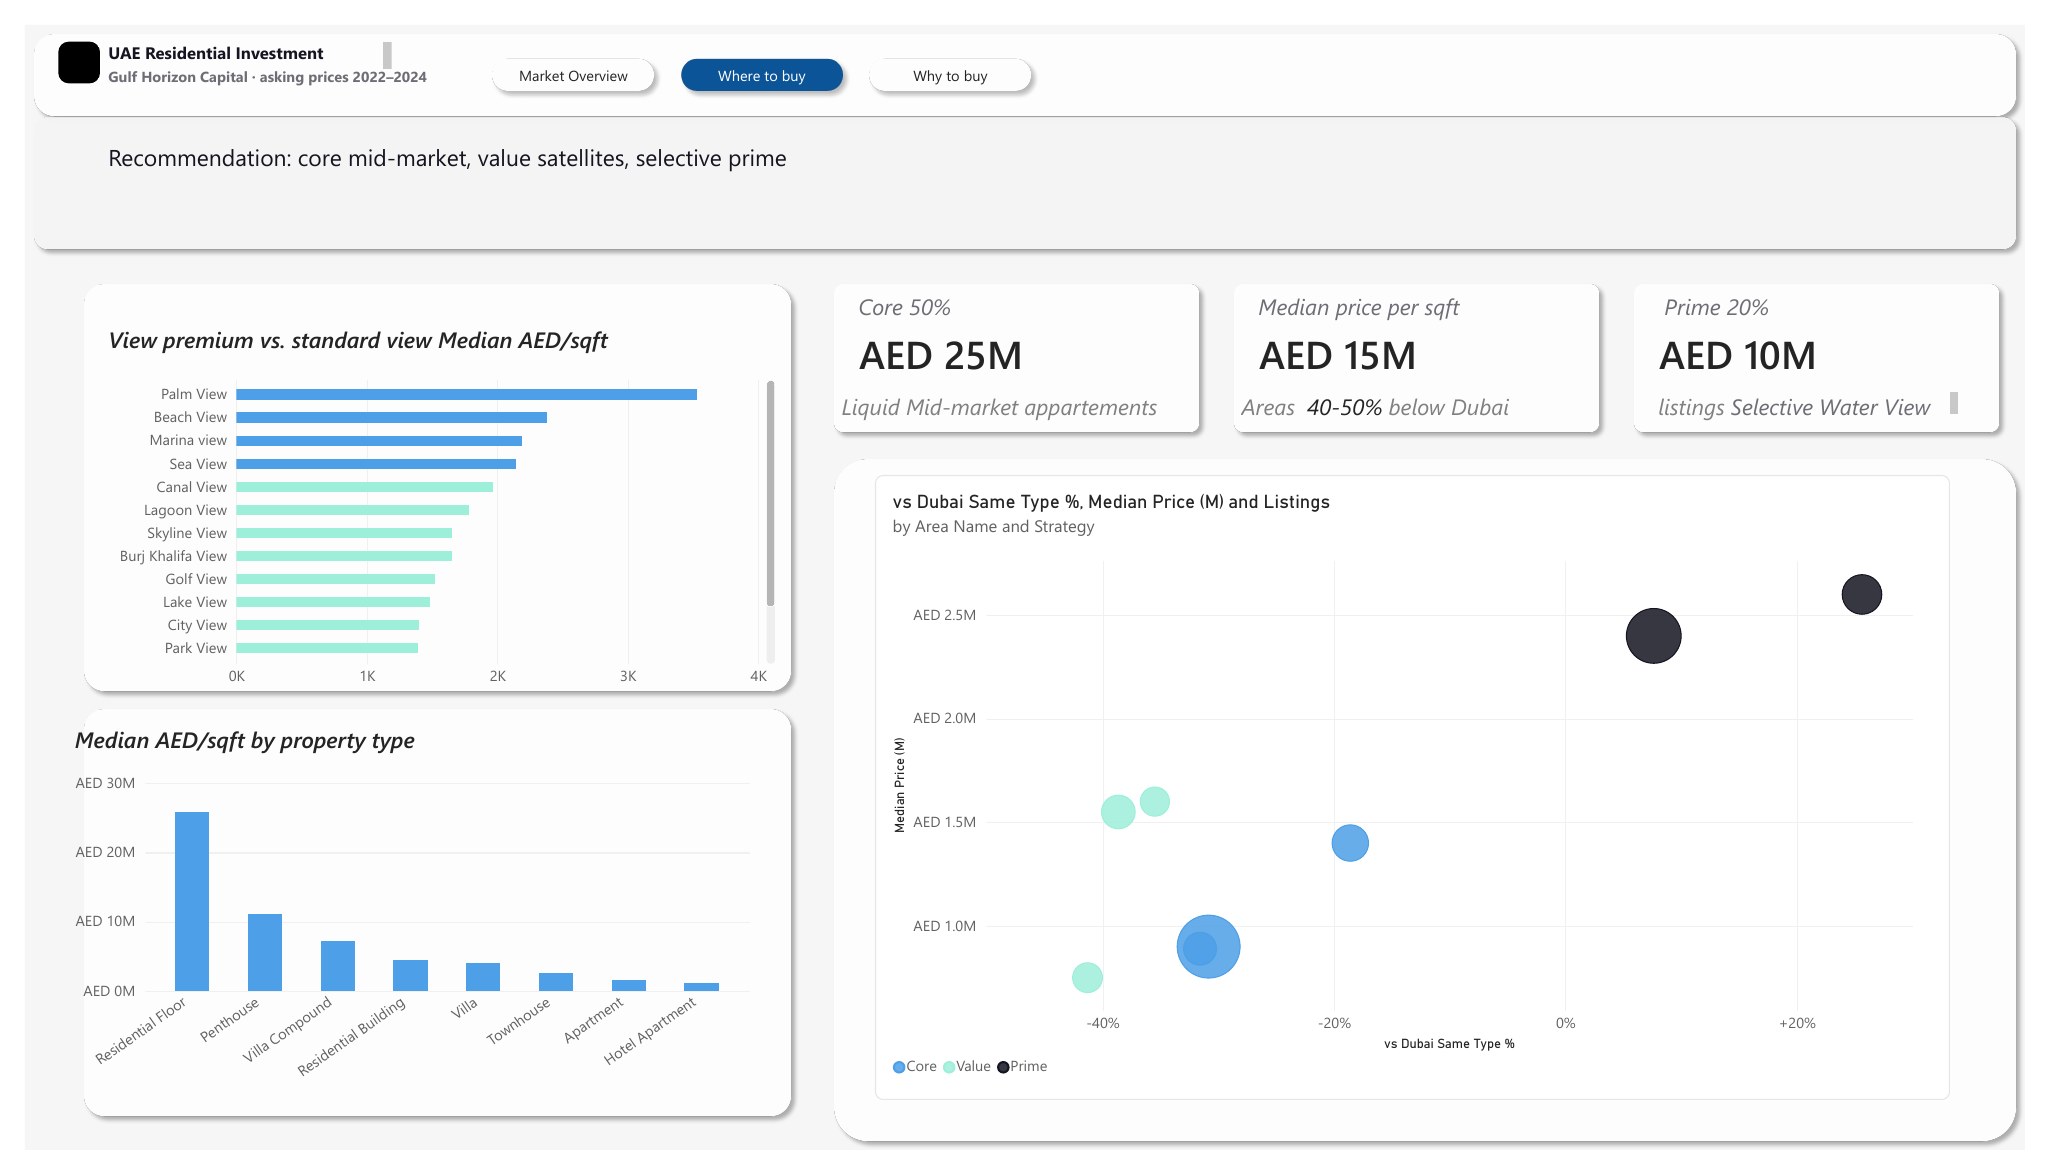 UAE Residential Investment
Gulf Horizon Capital · asking prices 2022–2024
Market Overview
Where to buy
Why to buy
Recommendation: core mid-market, value satellites, selective prime
View premium vs. standard view Median AED/sqft
Palm View
Beach View
Marina view
Sea View
Canal View
Lagoon View
Skyline View
Burj Khalifa View
Golf View
Lake View
City View
Park View
0K 1K 2K 3K 4K
Median AED/sqft by property type
AED 30M
AED 20M
AED 10M
AED 0M
Residential Floor
Penthouse
Villa Compound
Residential Building
Villa
Townhouse
Apartment
Hotel Apartment
Core 50%
AED 25M
Liquid Mid-market appartements
Median price per sqft
AED 15M
Areas 40-50% below Dubai
Prime 20%
AED 10M
listings Selective Water View
vs Dubai Same Type %, Median Price (M) and Listings
by Area Name and Strategy
Median Price (M)
AED 2.5M
AED 2.0M
AED 1.5M
AED 1.0M
-40% -20% 0% +20%
vs Dubai Same Type %
Core Value Prime